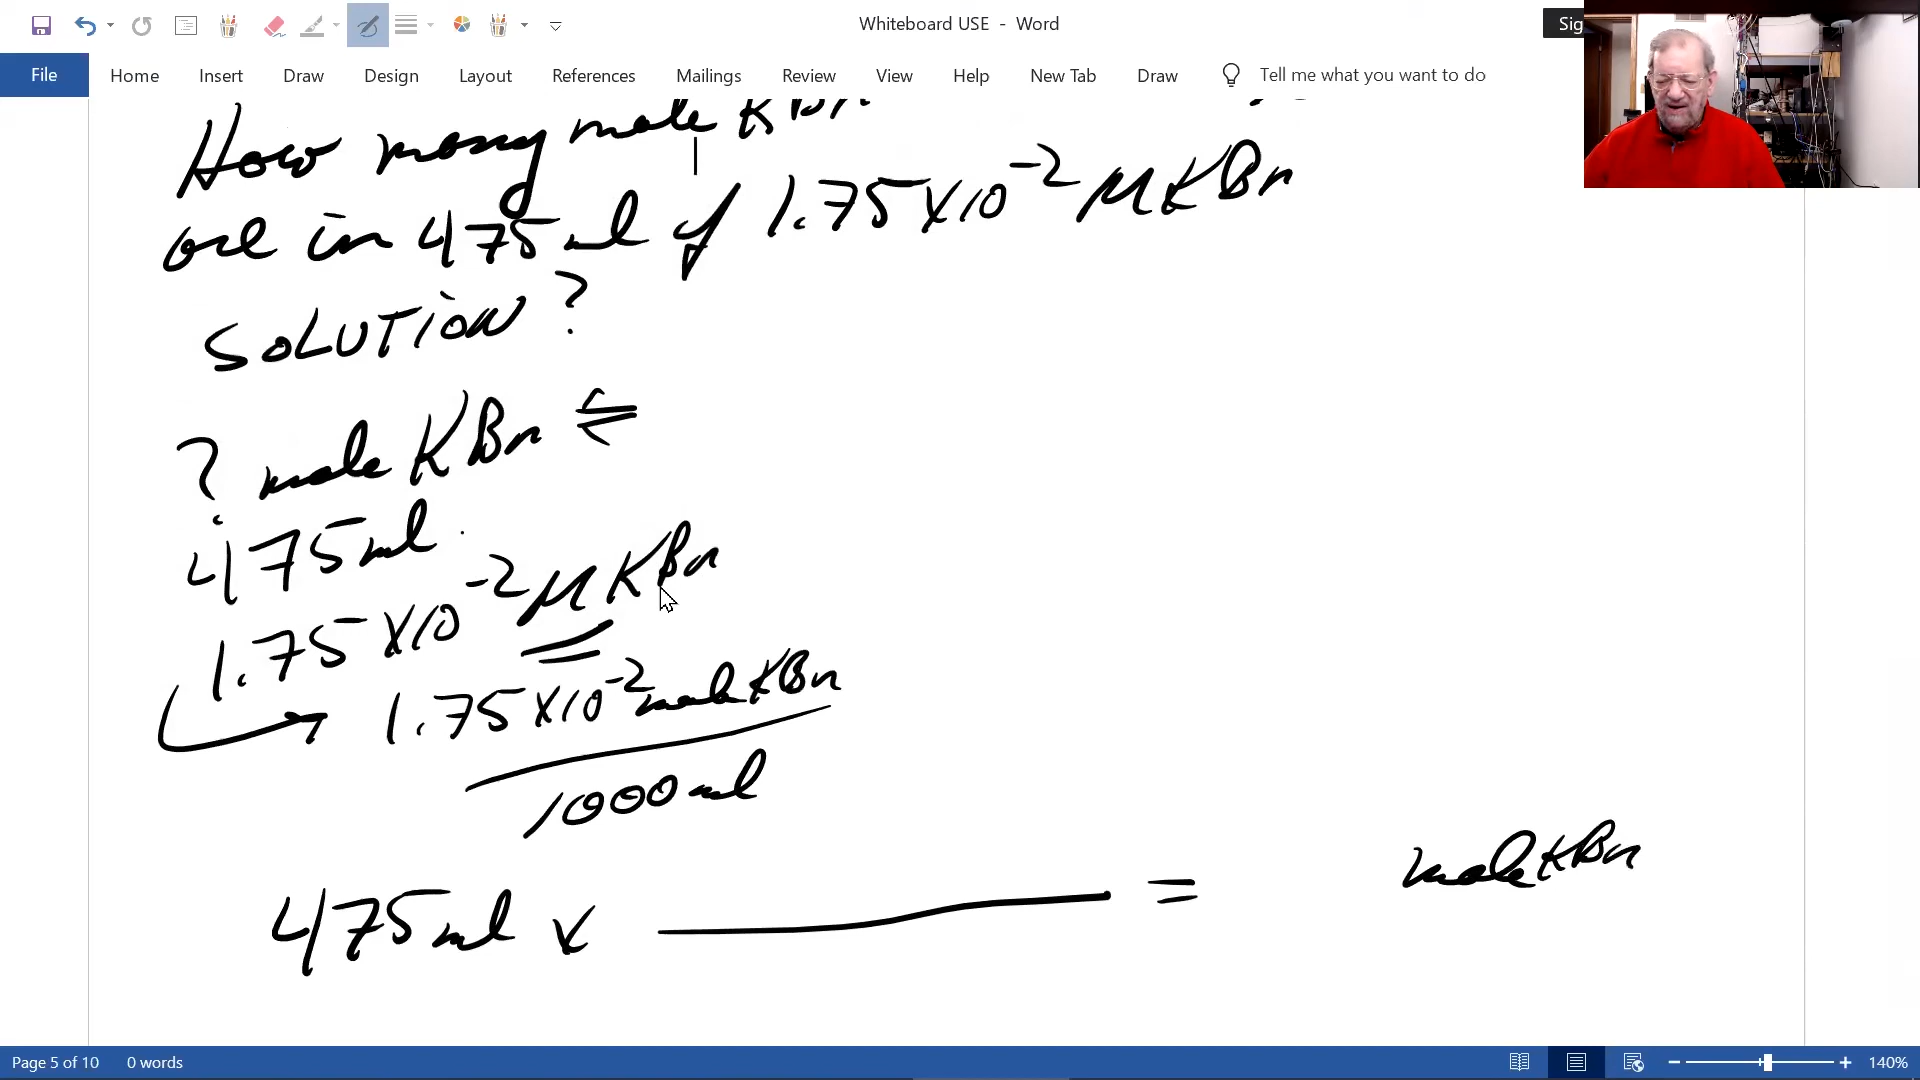 Whiteboard USE - Word
Sig
File Home Insert Draw Design Layout References Mailings Review View Help New Tab Draw Tell me what you want to do
How many mole KBr
are in 475 ml of 1.75 x 10-2 M KBr
SOLUTION ?
? mole KBr ⇐
475 ml
1.75 x 10-2 M KBr
1.75 x 10-2 mole KBr
1000 ml
475 ml x = mole KBr
Page 5 of 10 0 words 140%